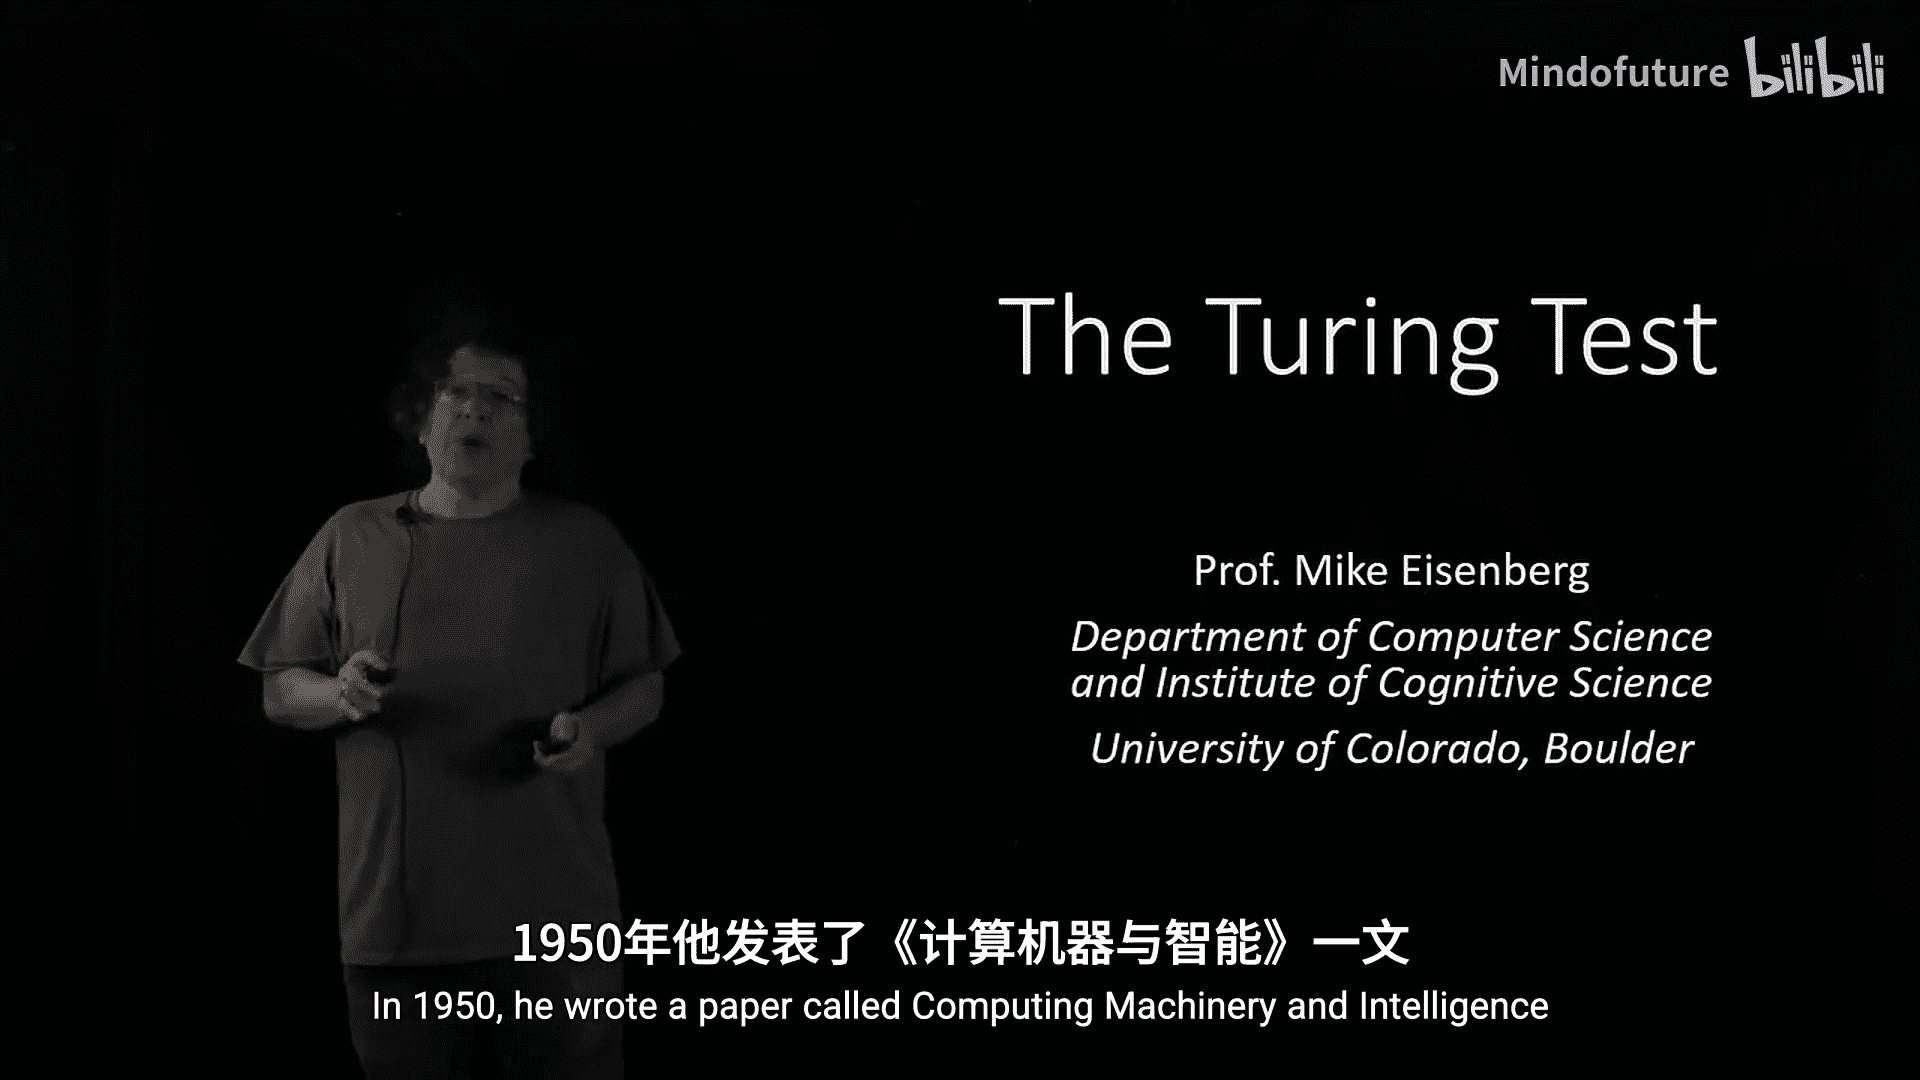 Mindofuture bilibili
The Turing Test
Prof. Mike Eisenberg
Department of Computer Science
and Institute of Cognitive Science
University of Colorado, Boulder
1950年他发表了《计算机器与智能》一文
In 1950, he wrote a paper called Computing Machinery and Intelligence